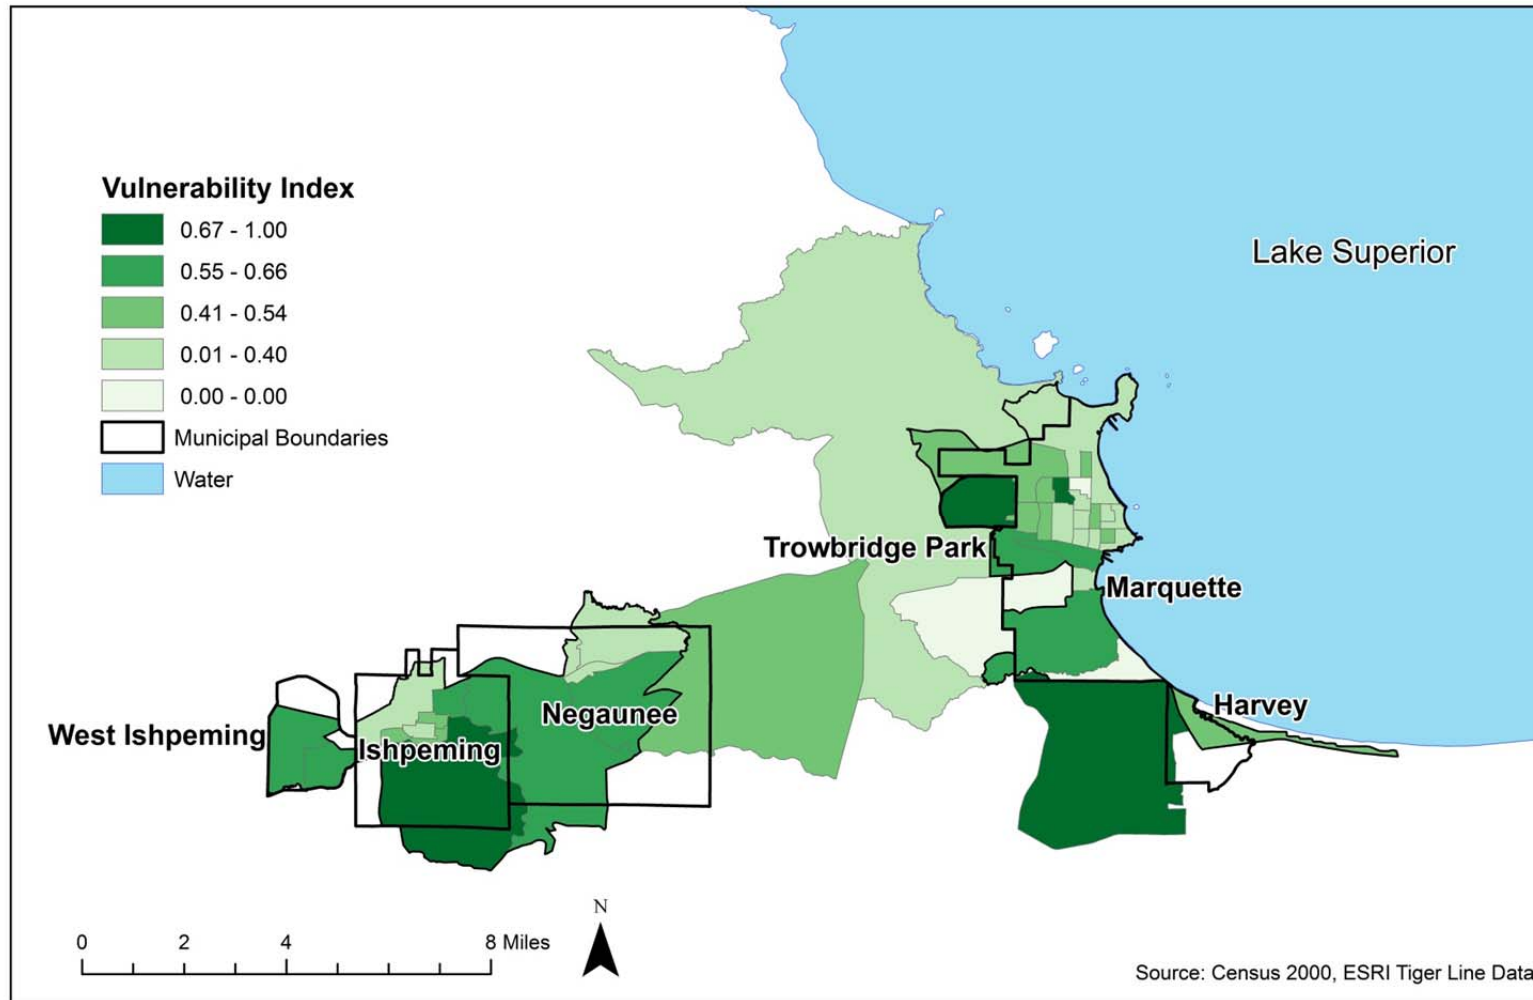 Vulnerability Index
0.67 - 1.00
0.55 - 0.66
0.41 - 0.54
0.01 - 0.40
0.00 - 0.00
Municipal Boundaries
Water
Lake Superior
Trowbridge Park
Marquette
Harvey
Negaunee
West Ishpeming
Ishpeming
N
0 2 4 8 Miles
Source: Census 2000, ESRI Tiger Line Data